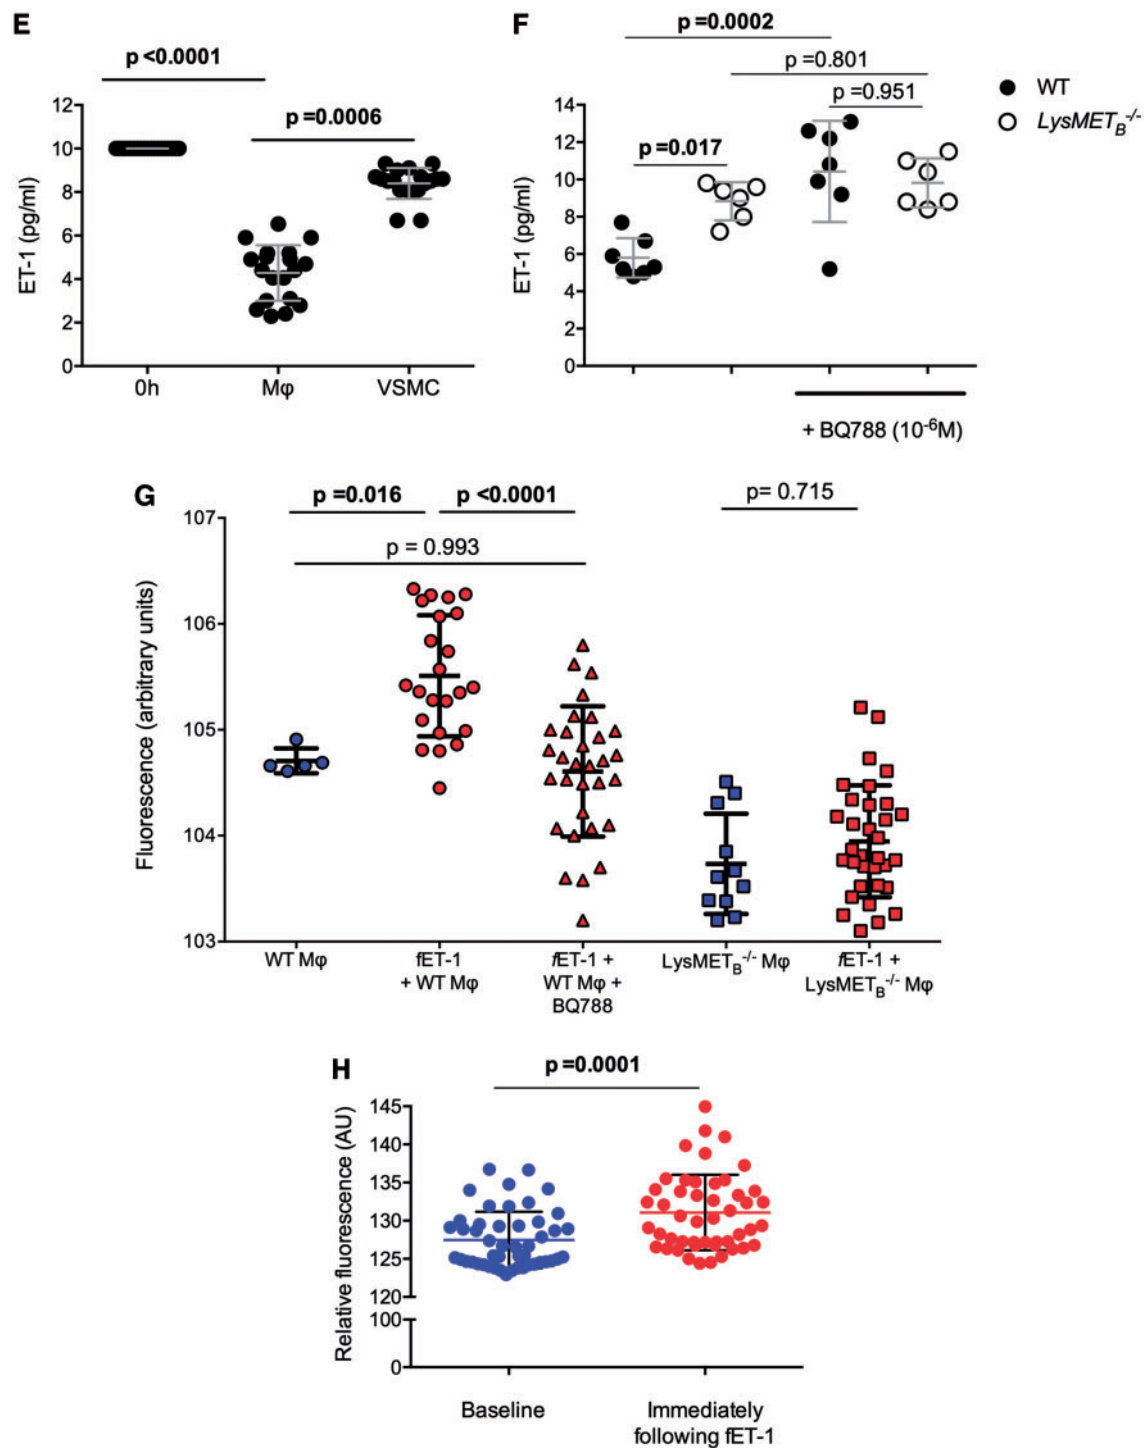 E
p <0.0001
p =0.0006
ET-1 (pg/ml)
12
10
8
6
4
2
0
0h Mφ VSMC
F
p =0.0002
p =0.801
p =0.951
p =0.017
WT
LysMET_B^-/-
ET-1 (pg/ml)
14
12
10
8
6
4
2
0
+ BQ788 (10^-6M)
G
p =0.016 p <0.0001 p= 0.715
p = 0.993
Fluorescence (arbitrary units)
107
106
105
104
103
WT Mφ
fET-1
+ WT Mφ
fET-1 +
WT Mφ +
BQ788
LysMET_B^-/- Mφ
fET-1 +
LysMET_B^-/- Mφ
H
p =0.0001
Relative fluorescence (AU)
145
135
130
125
120
100
0
Baseline
Immediately
following fET-1